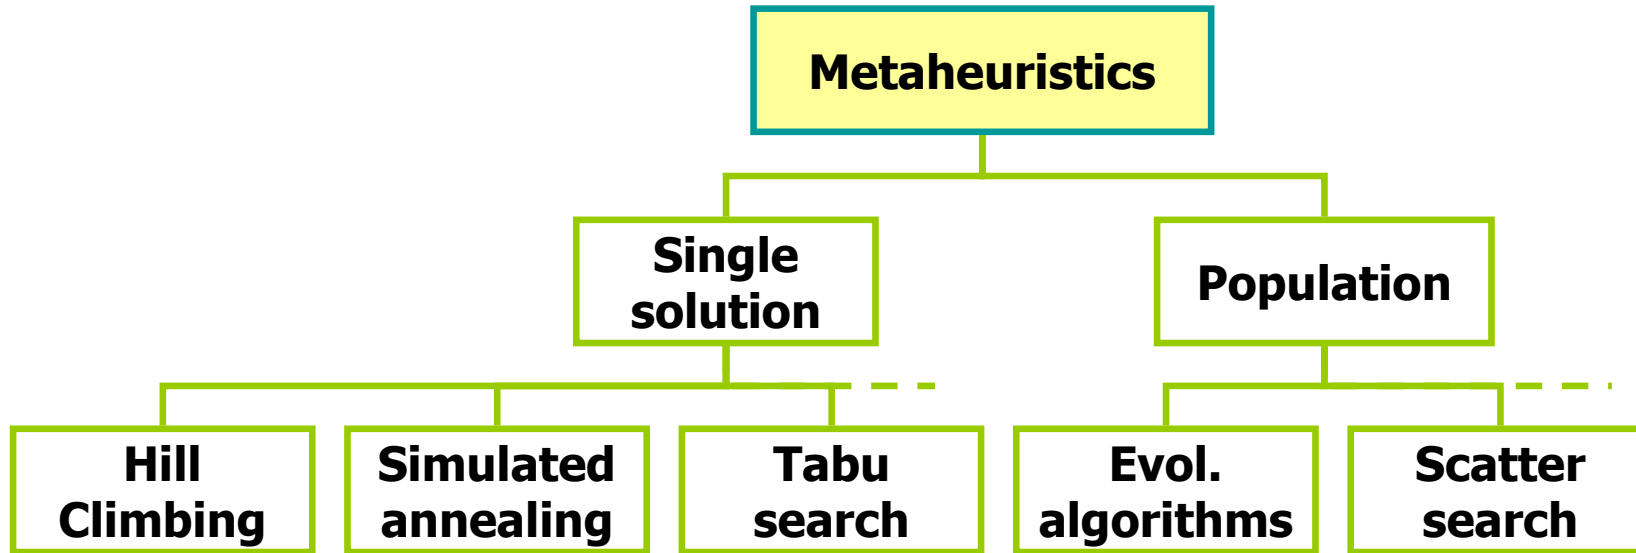 Metaheuristics
Single
solution
Population
Hill
Climbing
Simulated
annealing
Tabu
search
Evol.
algorithms
Scatter
search